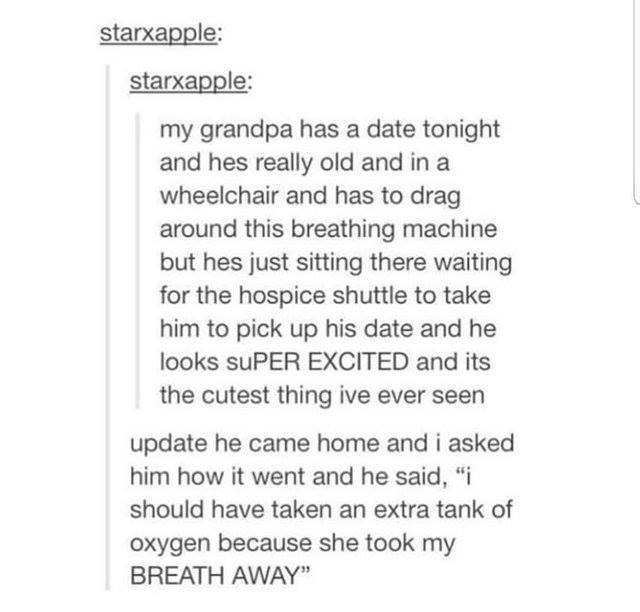 starxapple:
starxapple:
my grandpa has a date tonight
and hes really old and in a
wheelchair and has to drag
around this breathing machine
but hes just sitting there waiting
for the hospice shuttle to take
him to pick up his date and he
looks suPER EXCITED and its
the cutest thing ive ever seen
update he came home and i asked
him how it went and he said, “i
should have taken an extra tank of
oxygen because she took my
BREATH AWAY”